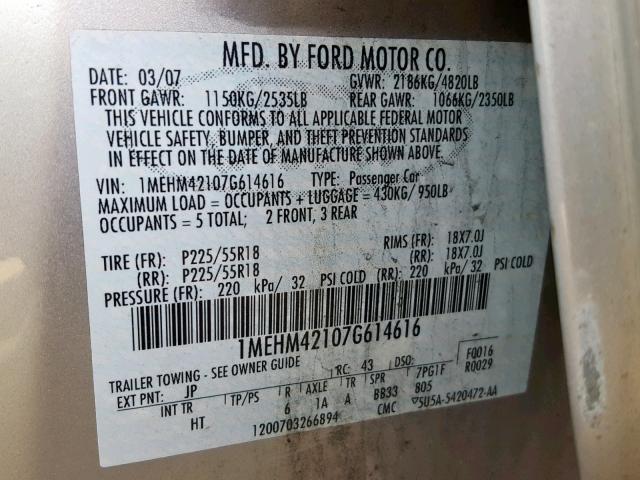 MFD. BY FORD MOTOR CO.
DATE: 03/07 GVWR: 2186KG/4820LB
FRONT GAWR: 1150KG/2535LB REAR GAWR: 1066KG/2350LB
THIS VEHICLE CONFORMS TO ALL APPLICABLE FEDERAL MOTOR
VEHICLE SAFETY, BUMPER, AND THEFT PREVENTION STANDARDS
IN EFFECT ON THE DATE OF MANUFACTURE SHOWN ABOVE.
VIN: 1MEHM42107G614616 TYPE: Passenger Car
MAXIMUM LOAD = OCCUPANTS + LUGGAGE = 430KG/ 950LB
OCCUPANTS = 5 TOTAL; 2 FRONT, 3 REAR
TIRE (FR): P225/55R18 RIMS (FR): 18X7.0J
(RR): P225/55R18 (RR): 18X7.0J
PRESSURE (FR): 220 kPa/ 32 PSI COLD (RR): 220 kPa/ 32 PSI COLD
1MEHM42107G614616
TRAILER TOWING - SEE OWNER GUIDE RC: 43 DSO: F0016
EXT PNT: JP R0029
INT TR TP/PS R AXLE TR SPR 7PG1F
HT 6 1A A BB33 805
1200703266894 CMC 5U5A-5420472-AA